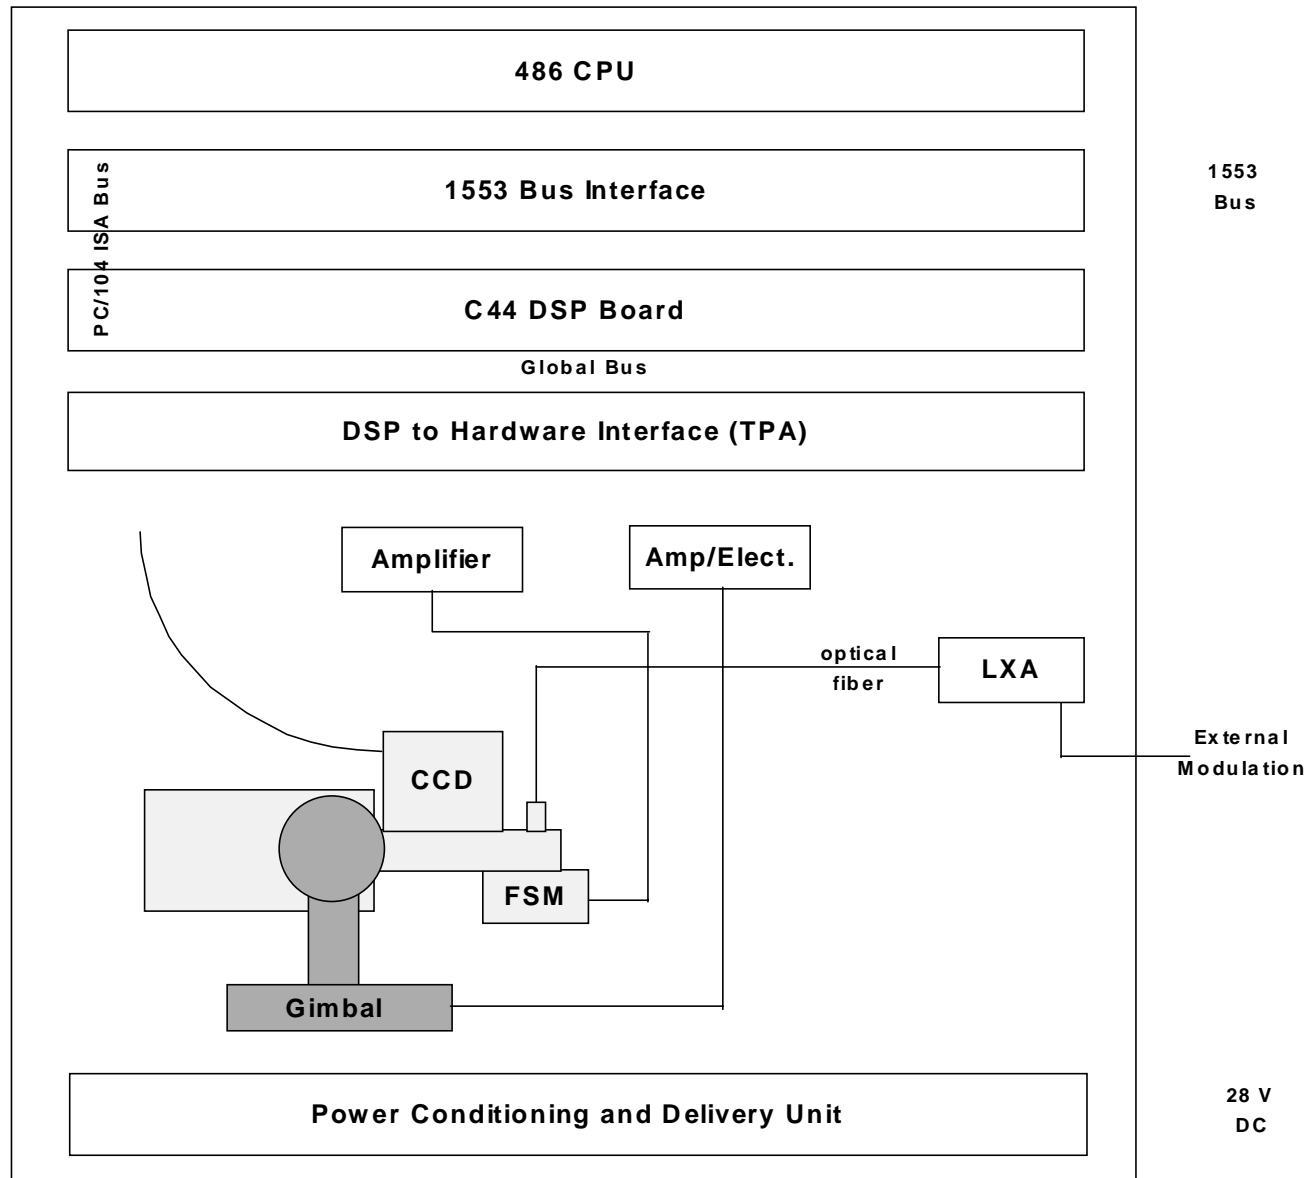 486 CPU
PC/104 ISA Bus
1553 Bus Interface
1553
Bus
C44 DSP Board
Global Bus
DSP to Hardware Interface (TPA)
Amplifier
Amp/Elect.
optical
fiber
LXA
External
Modulation
CCD
FSM
Gimbal
Power Conditioning and Delivery Unit
28 V
DC